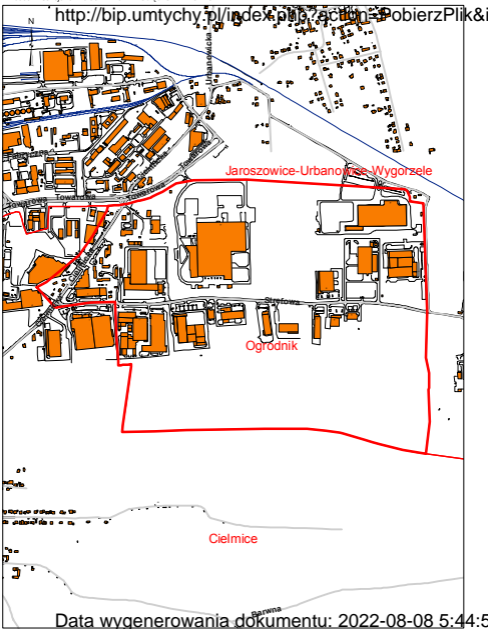 http://bip.umtychy.pl/index.php?action=PobierzPlik&i
N
Urbanowicka
Jaroszowice-Urbanowice-Wygorzele
Towarowa
Towarowa
Strefowa
Ogrodnik
Cielmice
Barwna
Data wygenerowania dokumentu: 2022-08-08 5:44:5